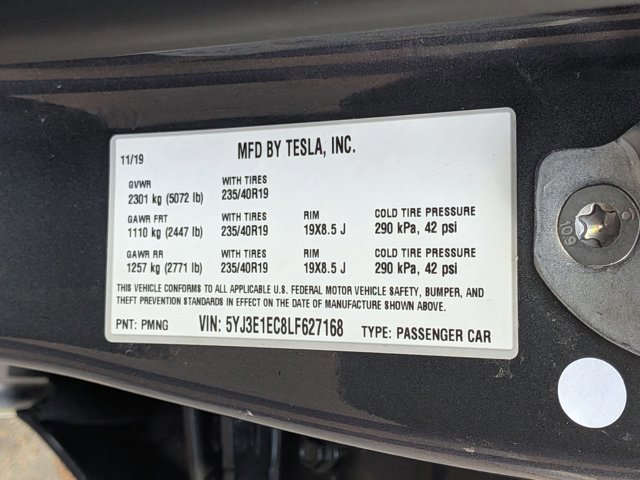 11/19 MFD BY TESLA, INC.
GVWR WITH TIRES
2301 kg (5072 lb) 235/40R19
GAWR FRT WITH TIRES RIM COLD TIRE PRESSURE
1110 kg (2447 lb) 235/40R19 19X8.5 J 290 kPa, 42 psi
GAWR RR WITH TIRES RIM COLD TIRE PRESSURE
1257 kg (2771 lb) 235/40R19 19X8.5 J 290 kPa, 42 psi
THIS VEHICLE CONFORMS TO ALL APPLICABLE U.S. FEDERAL MOTOR VEHICLE SAFETY, BUMPER, AND
THEFT PREVENTION STANDARDS IN EFFECT ON THE DATE OF MANUFACTURE SHOWN ABOVE.
PNT: PMNG VIN: 5YJ3E1EC8LF627168 TYPE: PASSENGER CAR
10.9